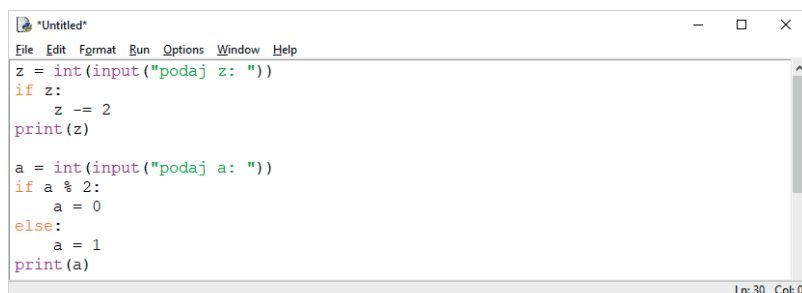 *Untitled*
File Edit Format Run Options Window Help
z = int(input("podaj z: "))
if z:
    z -= 2
print(z)

a = int(input("podaj a: "))
if a % 2:
    a = 0
else:
    a = 1
print(a)
Ln: 30 Col: 0